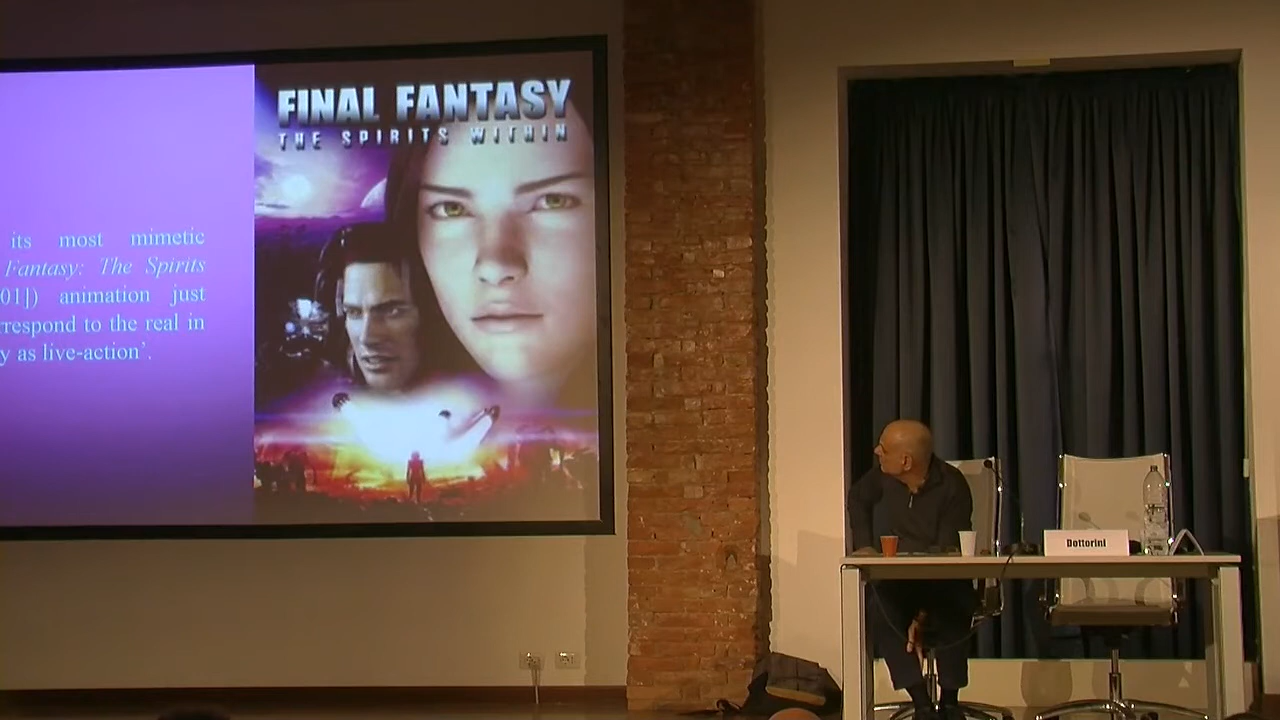 FINAL FANTASY
THE SPIRITS WITHIN
its most mimetic
Fantasy: The Spirits
01]) animation just
rrespond to the real in
y as live-action’.
Dottorini